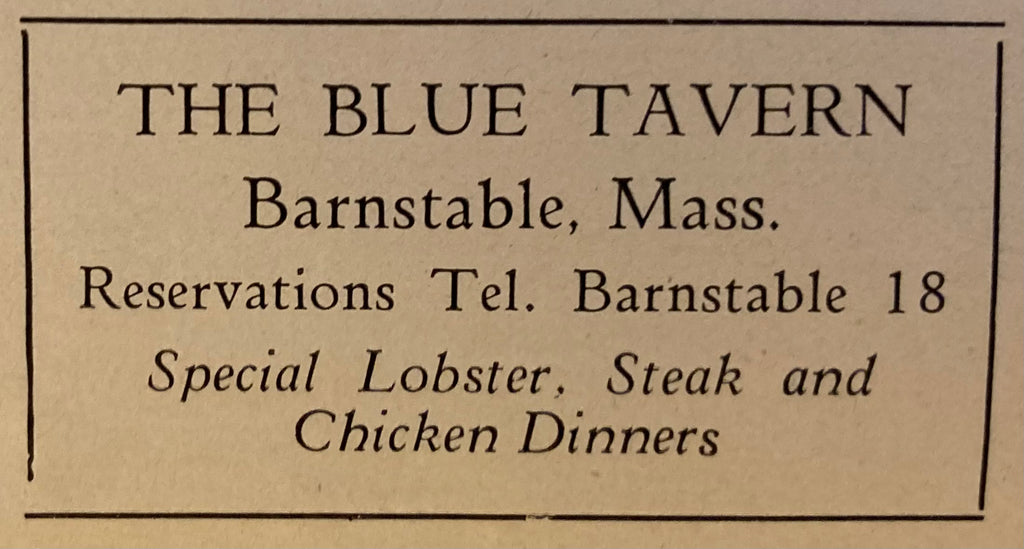 THE BLUE TAVERN
Barnstable, Mass.
Reservations Tel. Barnstable 18
Special Lobster, Steak and
Chicken Dinners